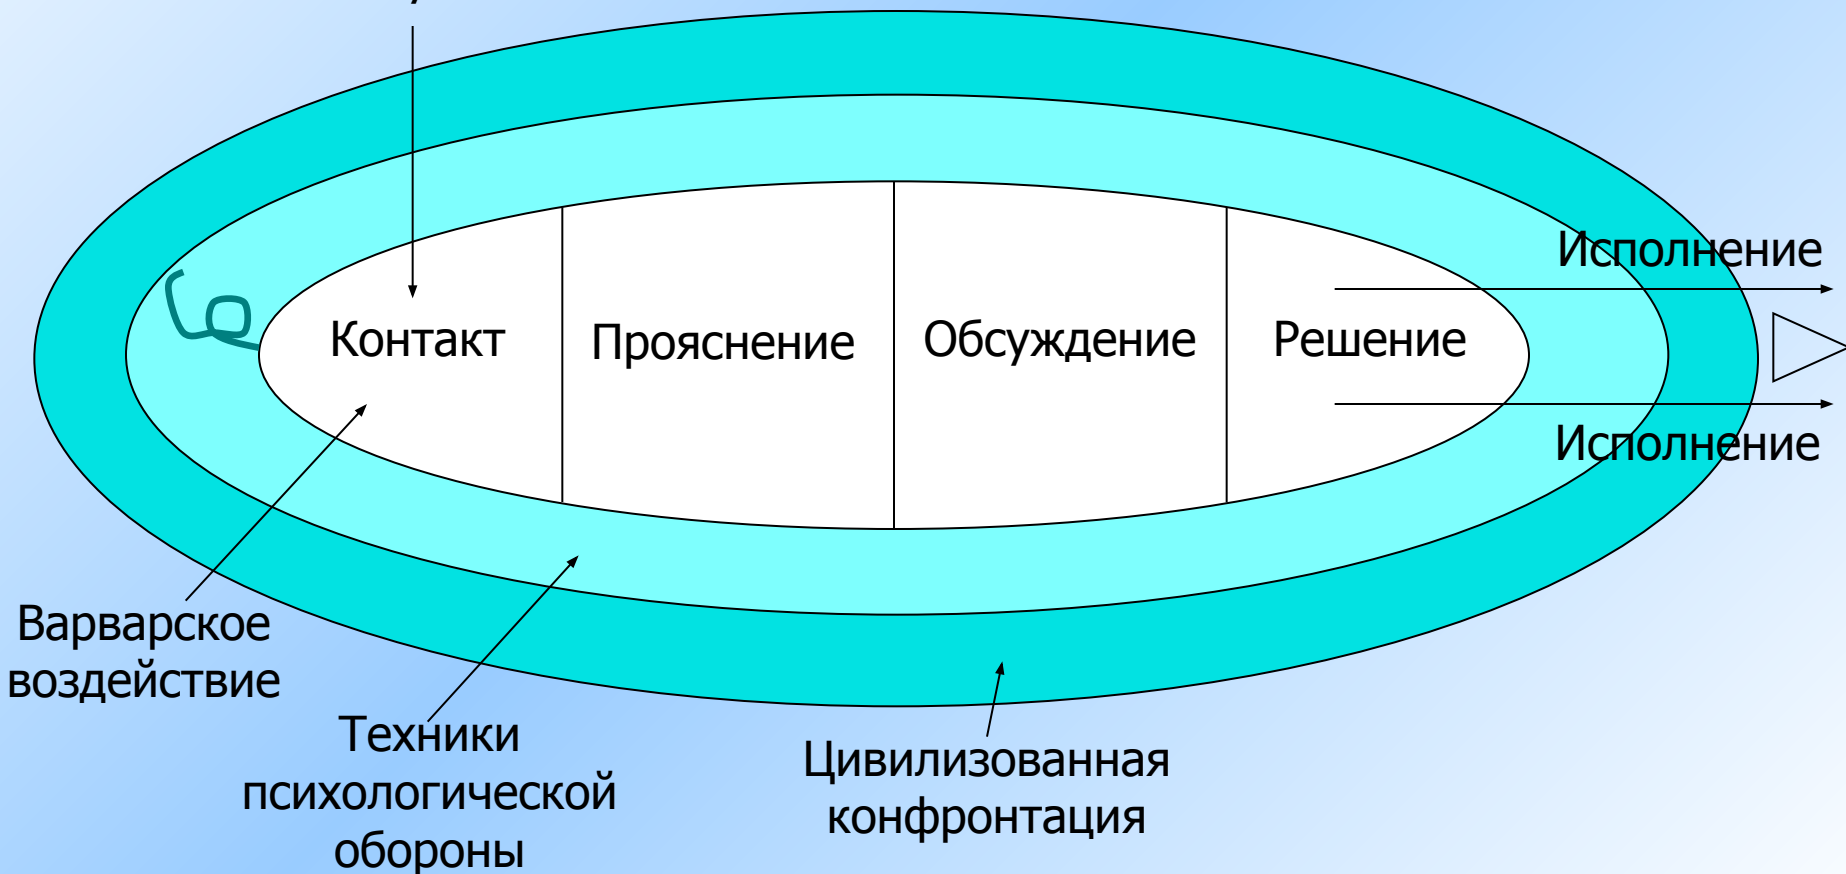 Исполнение
Контакт
Прояснение
Обсуждение
Решение
Исполнение
Варварское
воздействие
Техники
психологической
обороны
Цивилизованная
конфронтация